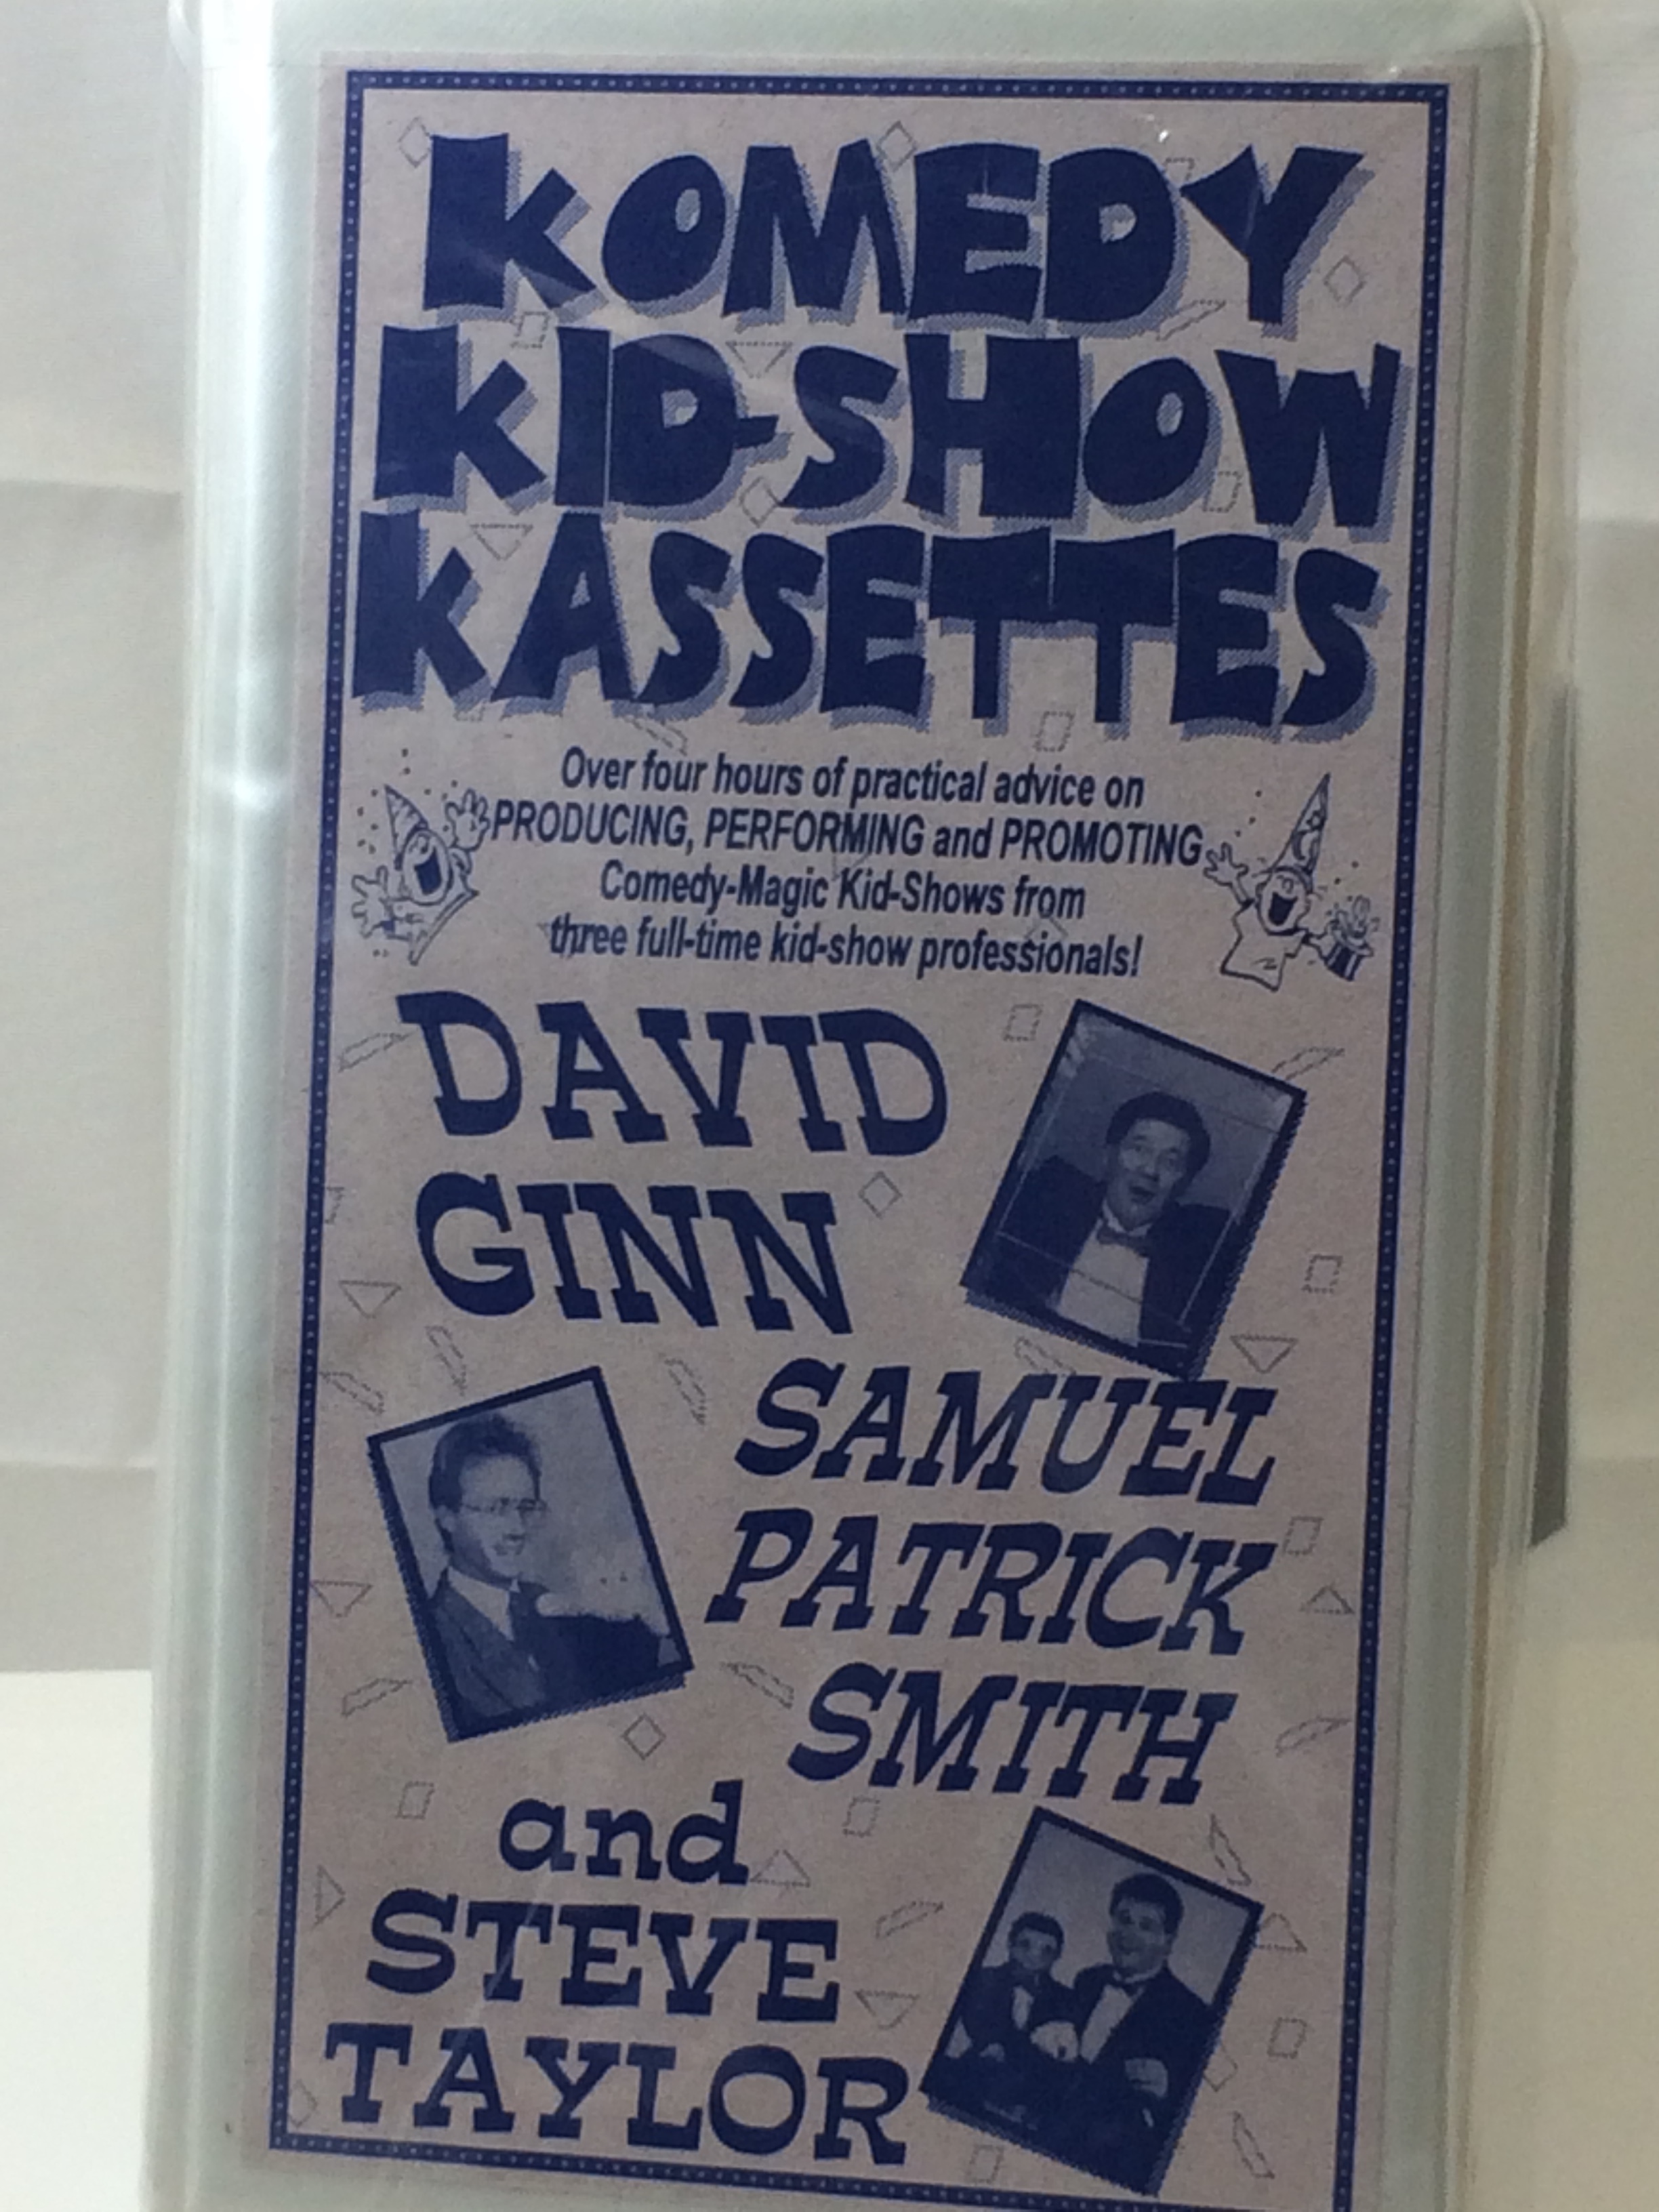 KOMEDY
KID-SHOW
KASSETTES
Over four hours of practical advice on
PRODUCING, PERFORMING and PROMOTING
Comedy-Magic Kid-Shows from
three full-time kid-show professionals!
DAVID
GINN
SAMUEL
PATRICK
SMITH
and
STEVE
TAYLOR